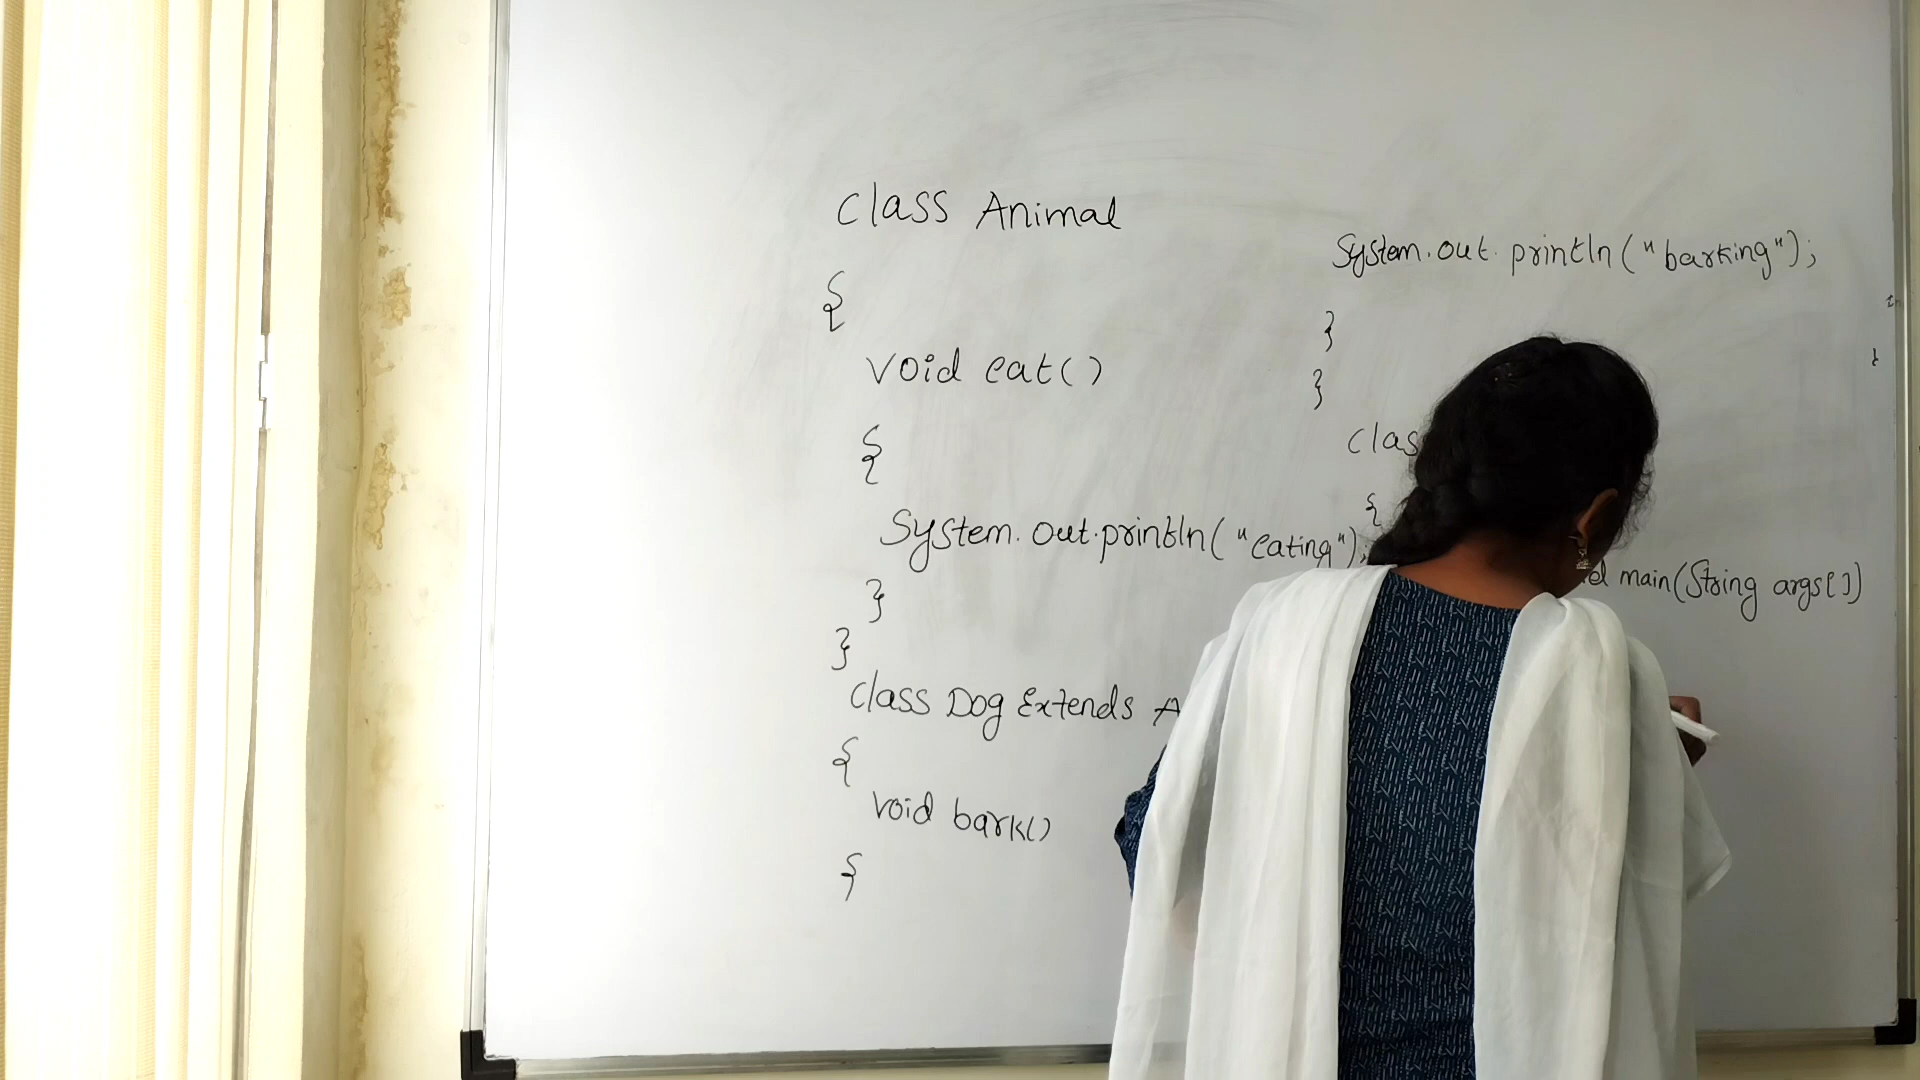 class Animal
{
void eat()
{
System.out.println("eating");
}
}
class Dog Extends
{
void bark()
{
System.out.println("barking");
}
}
{
main(String args[])